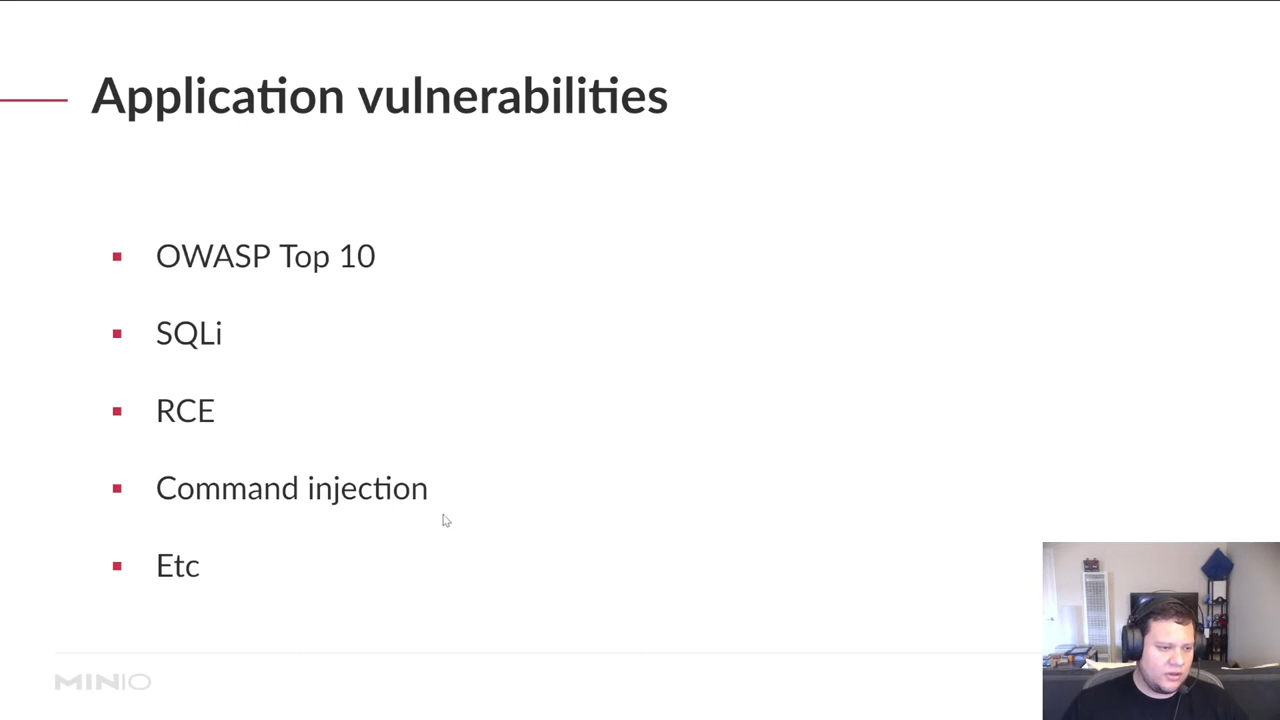 Application vulnerabilities
OWASP Top 10
SQLi
RCE
Command injection
Etc
MINIO